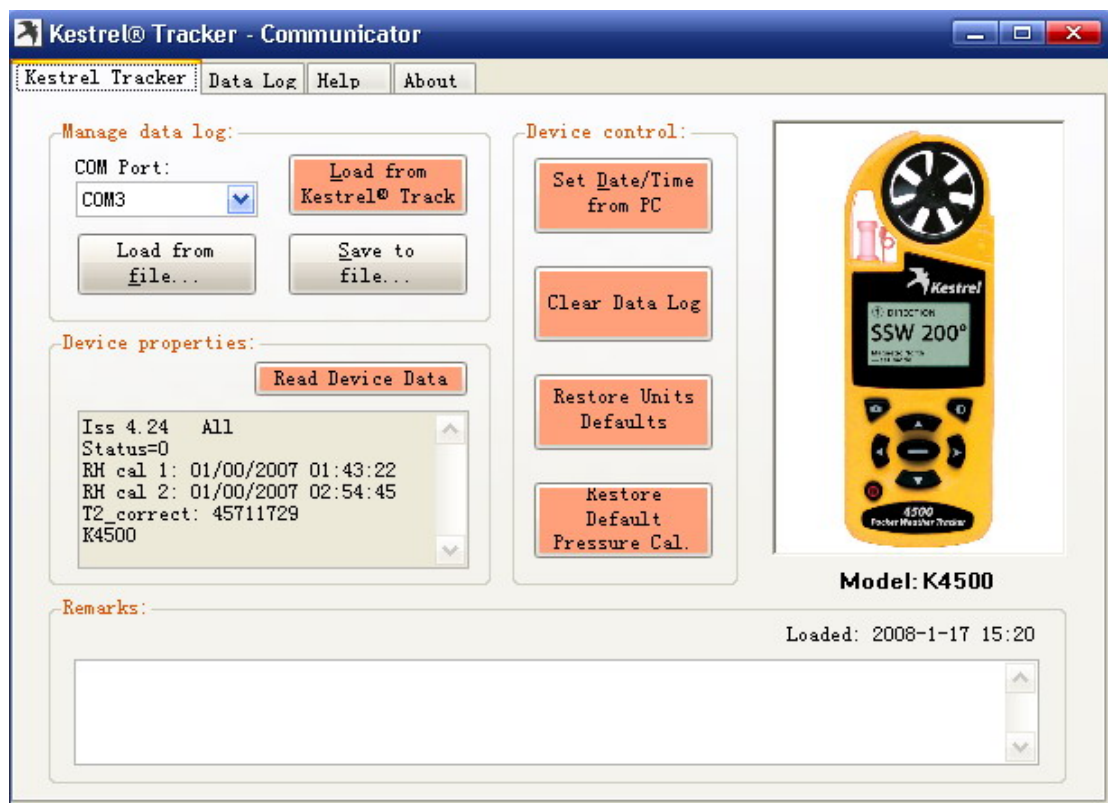 Kestrel® Tracker - Communicator
Kestrel Tracker
Data Log
Help
About
Manage data log:
COM Port:
COM3
Load from
Kestrel® Track
Load from
file...
Save to
file...
Device properties:
Read Device Data
Iss 4.24 All
Status=0
RH cal 1: 01/00/2007 01:43:22
RH cal 2: 01/00/2007 02:54:45
T2_correct: 45711729
K4500
Device control:
Set Date/Time
from PC
Clear Data Log
Restore Units
Defaults
Restore
Default
Pressure Cal.
Kestrel
DIRECTION
SSW 200°
4500
Pocket Weather Tracker
Model: K4500
Remarks:
Loaded: 2008-1-17 15:20